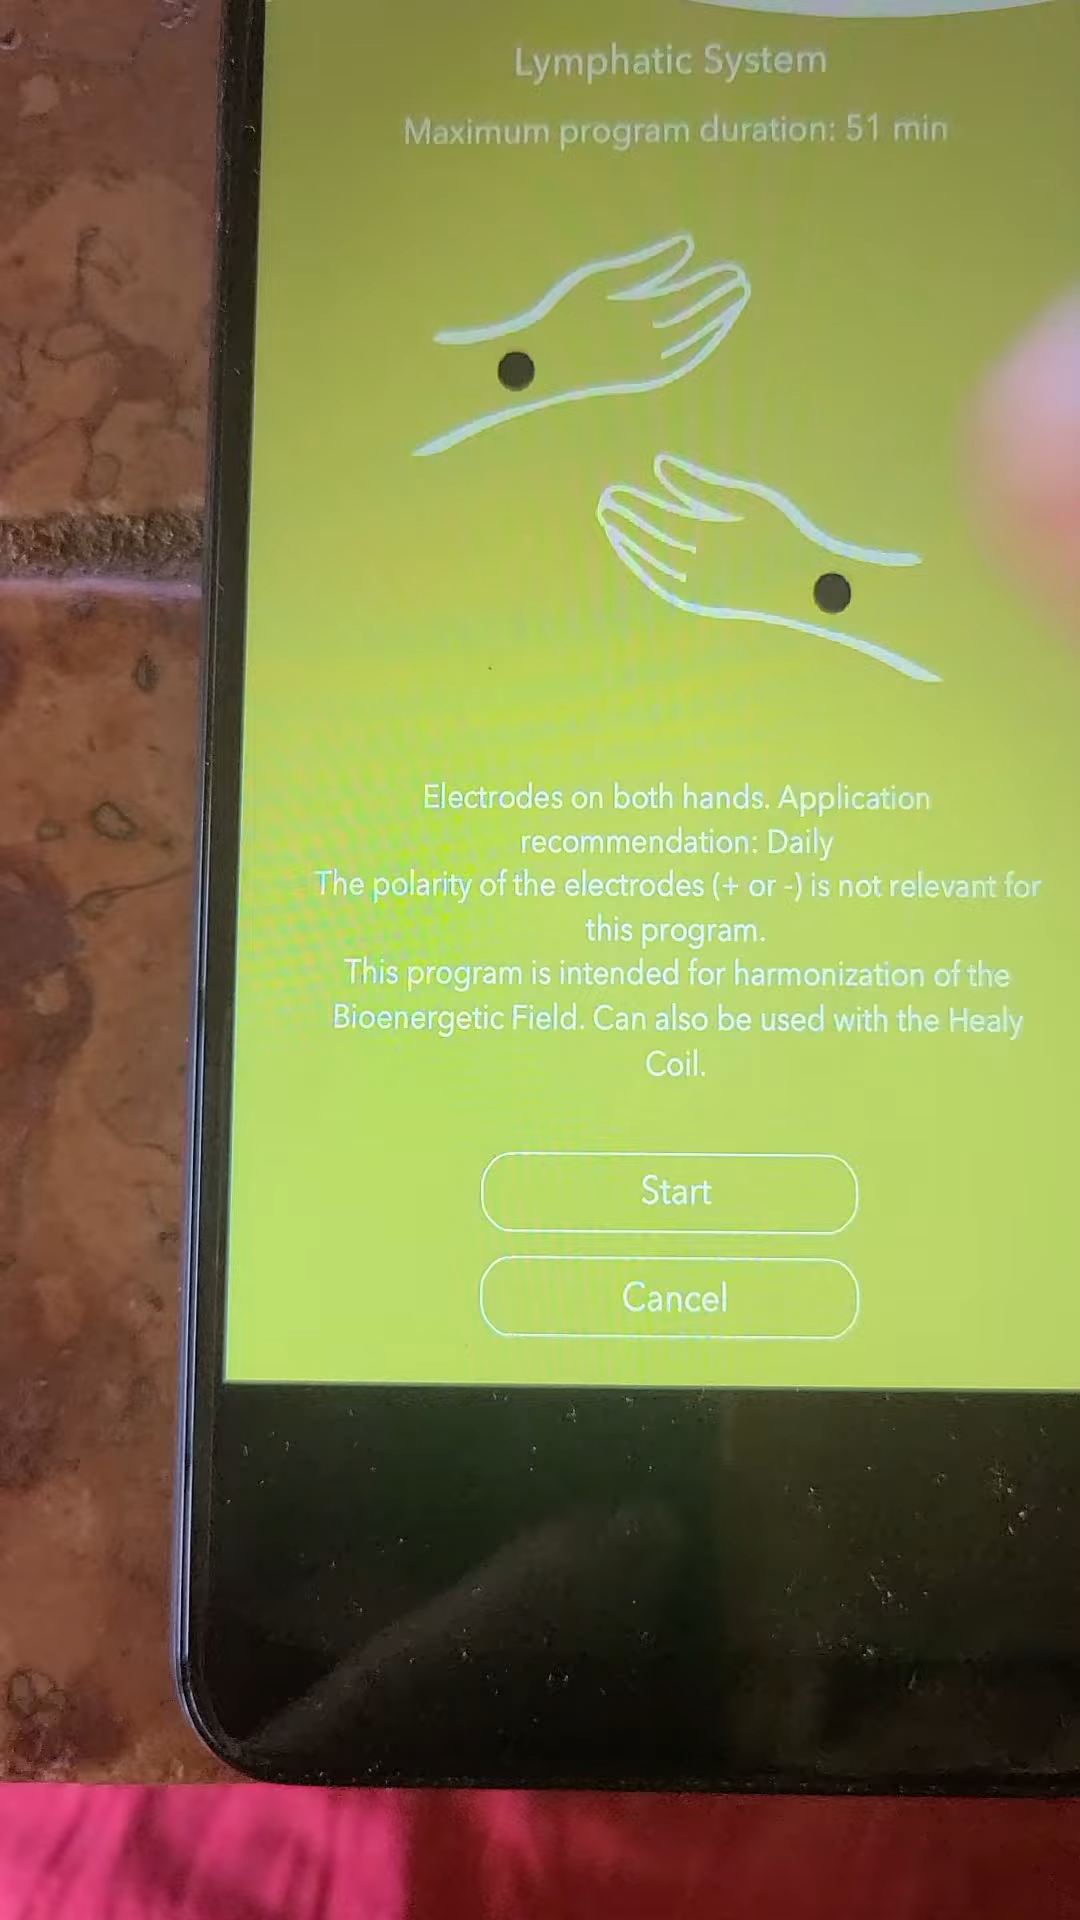 Lymphatic System
Maximum program duration: 51 min
Electrodes on both hands. Application
recommendation: Daily
The polarity of the electrodes (+ or -) is not relevant for
this program.
This program is intended for harmonization of the
Bioenergetic Field. Can also be used with the Healy
Coil.
Start
Cancel